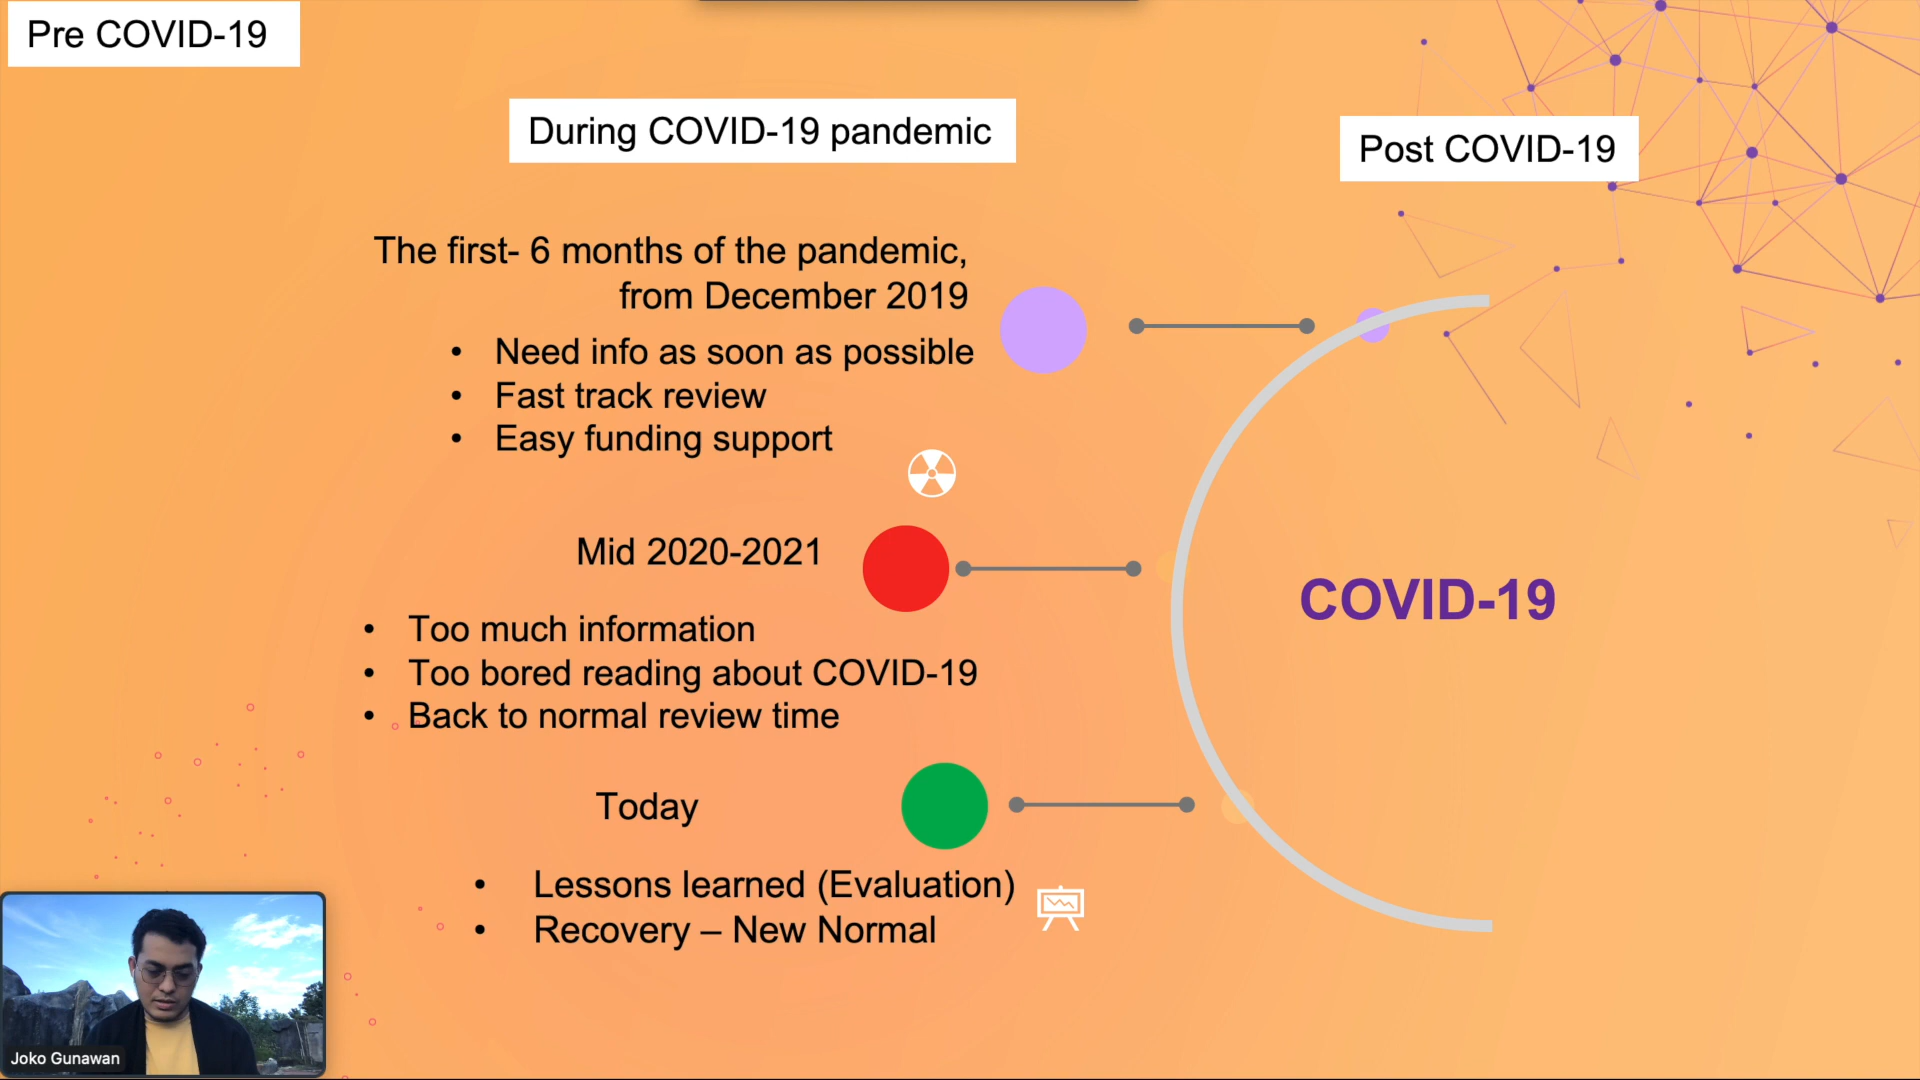 Pre COVID-19
During COVID-19 pandemic
Post COVID-19
The first- 6 months of the pandemic,
from December 2019
• Need info as soon as possible
• Fast track review
• Easy funding support
Mid 2020-2021
• Too much information
• Too bored reading about COVID-19
• Back to normal review time
COVID-19
Today
• Lessons learned (Evaluation)
• Recovery – New Normal
Joko Gunawan